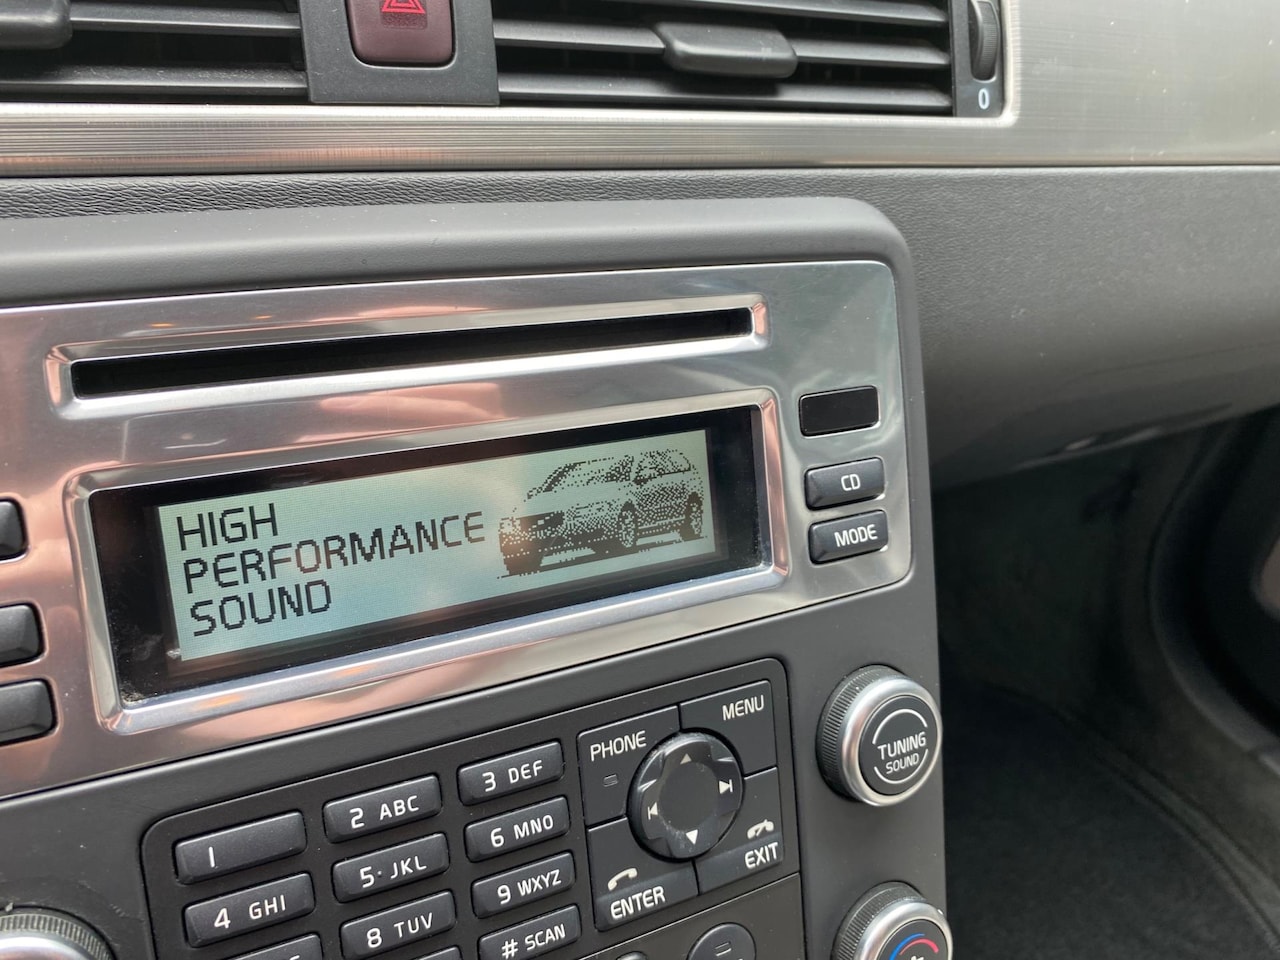 0
HIGH
PERFORMANCE
SOUND
CD
MODE
MENU
PHONE
TUNING
SOUND
1
2 ABC
3 DEF
4 GHI
5· JKL
6 MNO
8 TUV
9 WXYZ
# SCAN
ENTER
EXIT